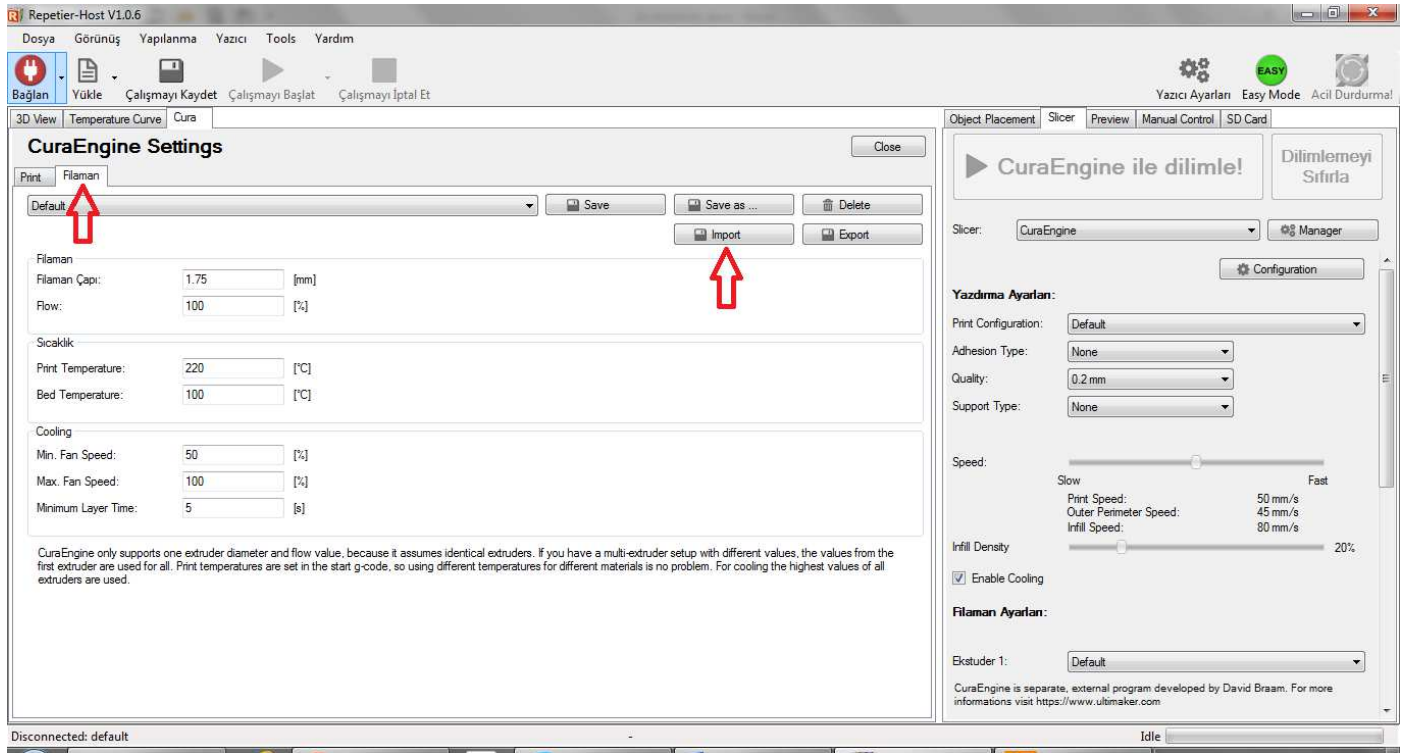 Repetier-Host V1.0.6
Dosya Görünüş Yapılanma Yazıcı Tools Yardım
EASY
Bağlan Yükle Çalışmayı Kaydet Çalışmayı Başlat Çalışmayı İptal Et Yazıcı Ayarları Easy Mode Acil Durdurma!
3D View Temperature Curve Cura
CuraEngine Settings Close
Print Filaman
Default Save Save as ... Delete
Import Export
Filaman
Filaman Çapı: 1.75 [mm]
Flow: 100 [%]
Sıcaklık
Print Temperature: 220 [°C]
Bed Temperature: 100 [°C]
Cooling
Min. Fan Speed: 50 [%]
Max. Fan Speed: 100 [%]
Minimum Layer Time: 5 [s]
CuraEngine only supports one extruder diameter and flow value, because it assumes identical extruders. If you have a multi-extruder setup with different values, the values from the
first extruder are used for all. Print temperatures are set in the start g-code, so using different temperatures for different materials is no problem. For cooling the highest values of all
extruders are used.
Object Placement Slicer Preview Manual Control SD Card
CuraEngine ile dilimle! Dilimlemeyi
Sıfırla
Slicer: CuraEngine Manager
Configuration
Yazdırma Ayarları:
Print Configuration: Default
Adhesion Type: None
Quality: 0.2 mm
Support Type: None
Speed:
Slow Fast
Print Speed: 50 mm/s
Outer Perimeter Speed: 45 mm/s
Infill Speed: 80 mm/s
Infill Density 20%
Enable Cooling
Filaman Ayarları:
Ekstuder 1: Default
CuraEngine is separate, external program developed by David Braam. For more
informations visit https://www.ultimaker.com
Disconnected: default - Idle